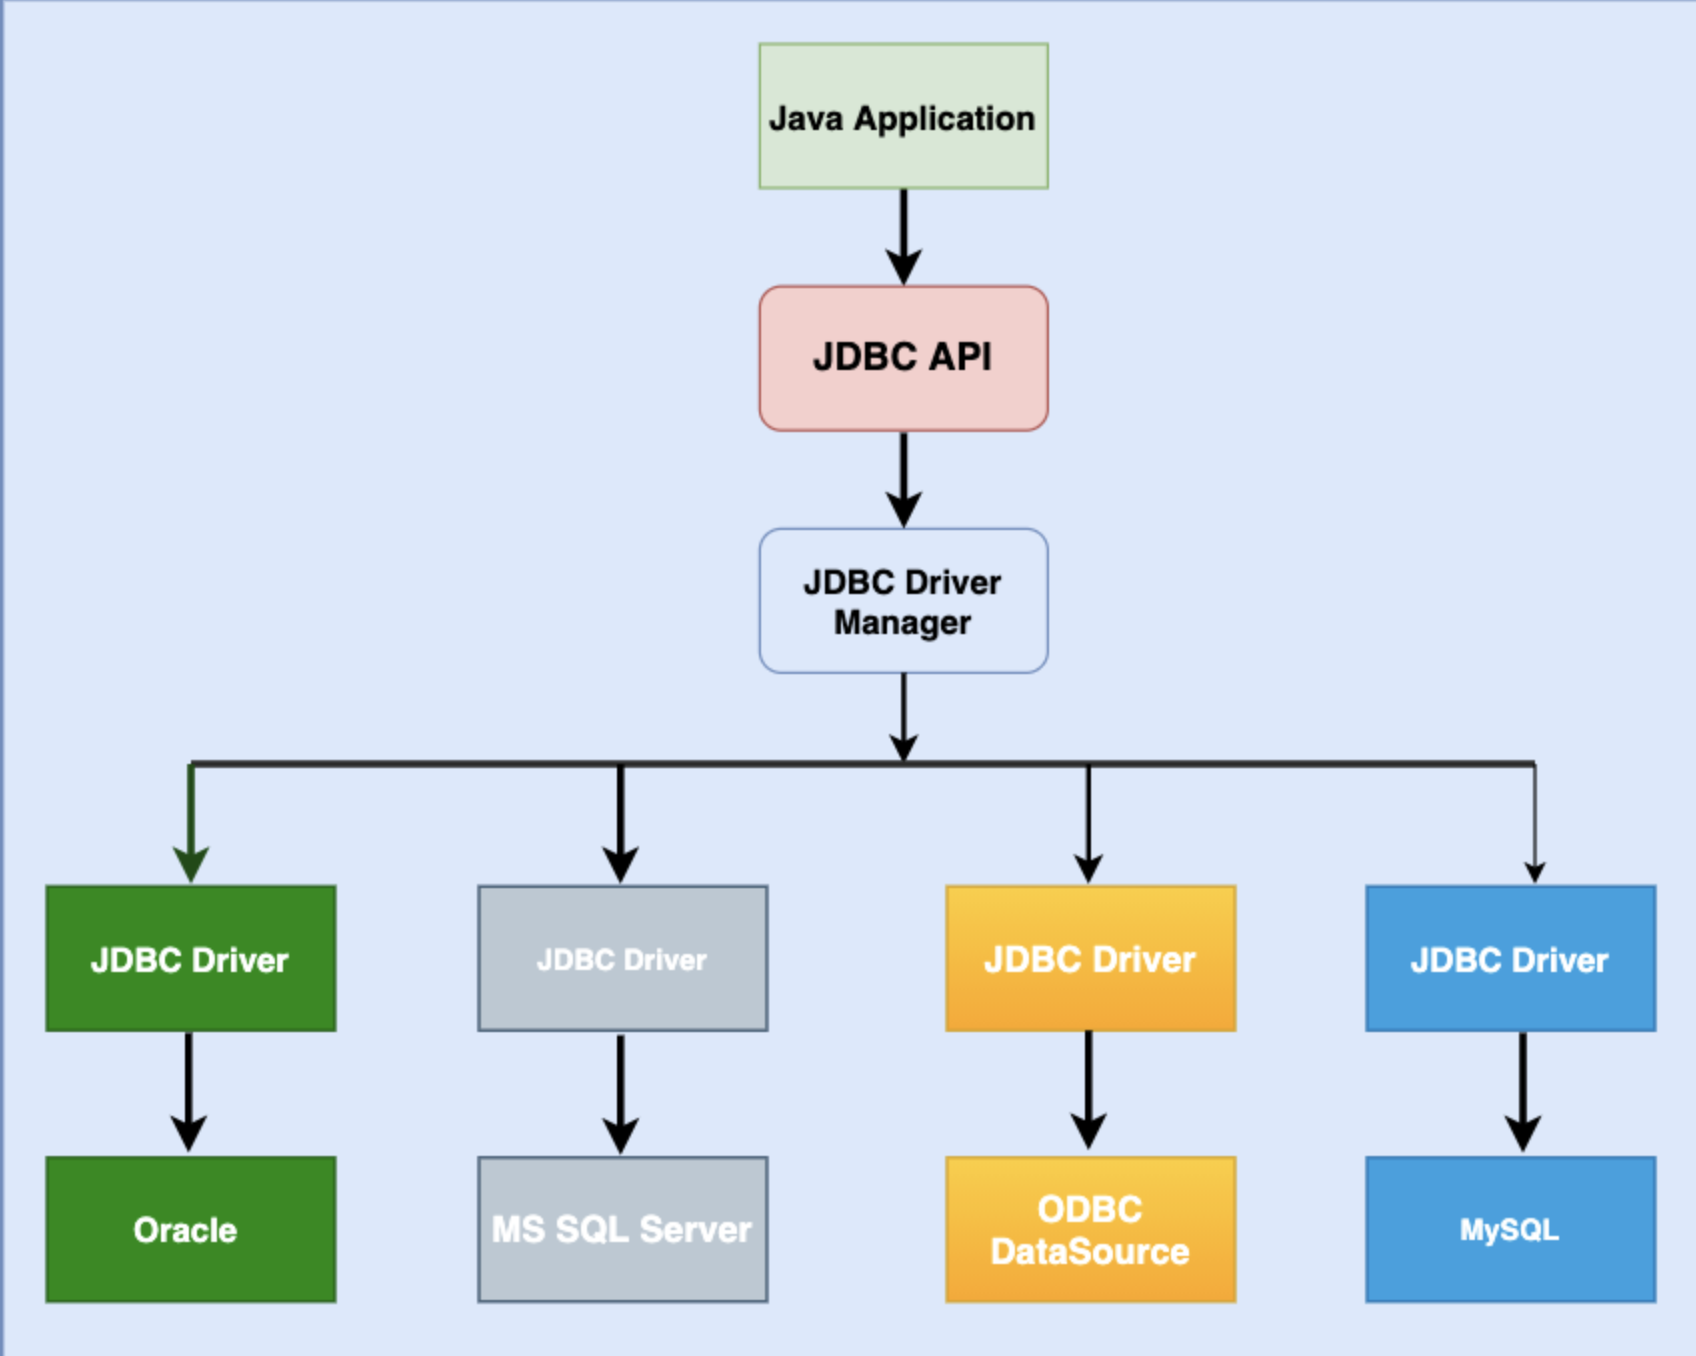 Java Application
JDBC API
JDBC Driver
Manager
JDBC Driver
JDBC Driver
JDBC Driver
JDBC Driver
Oracle
MS SQL Server
ODBC
DataSource
MySQL